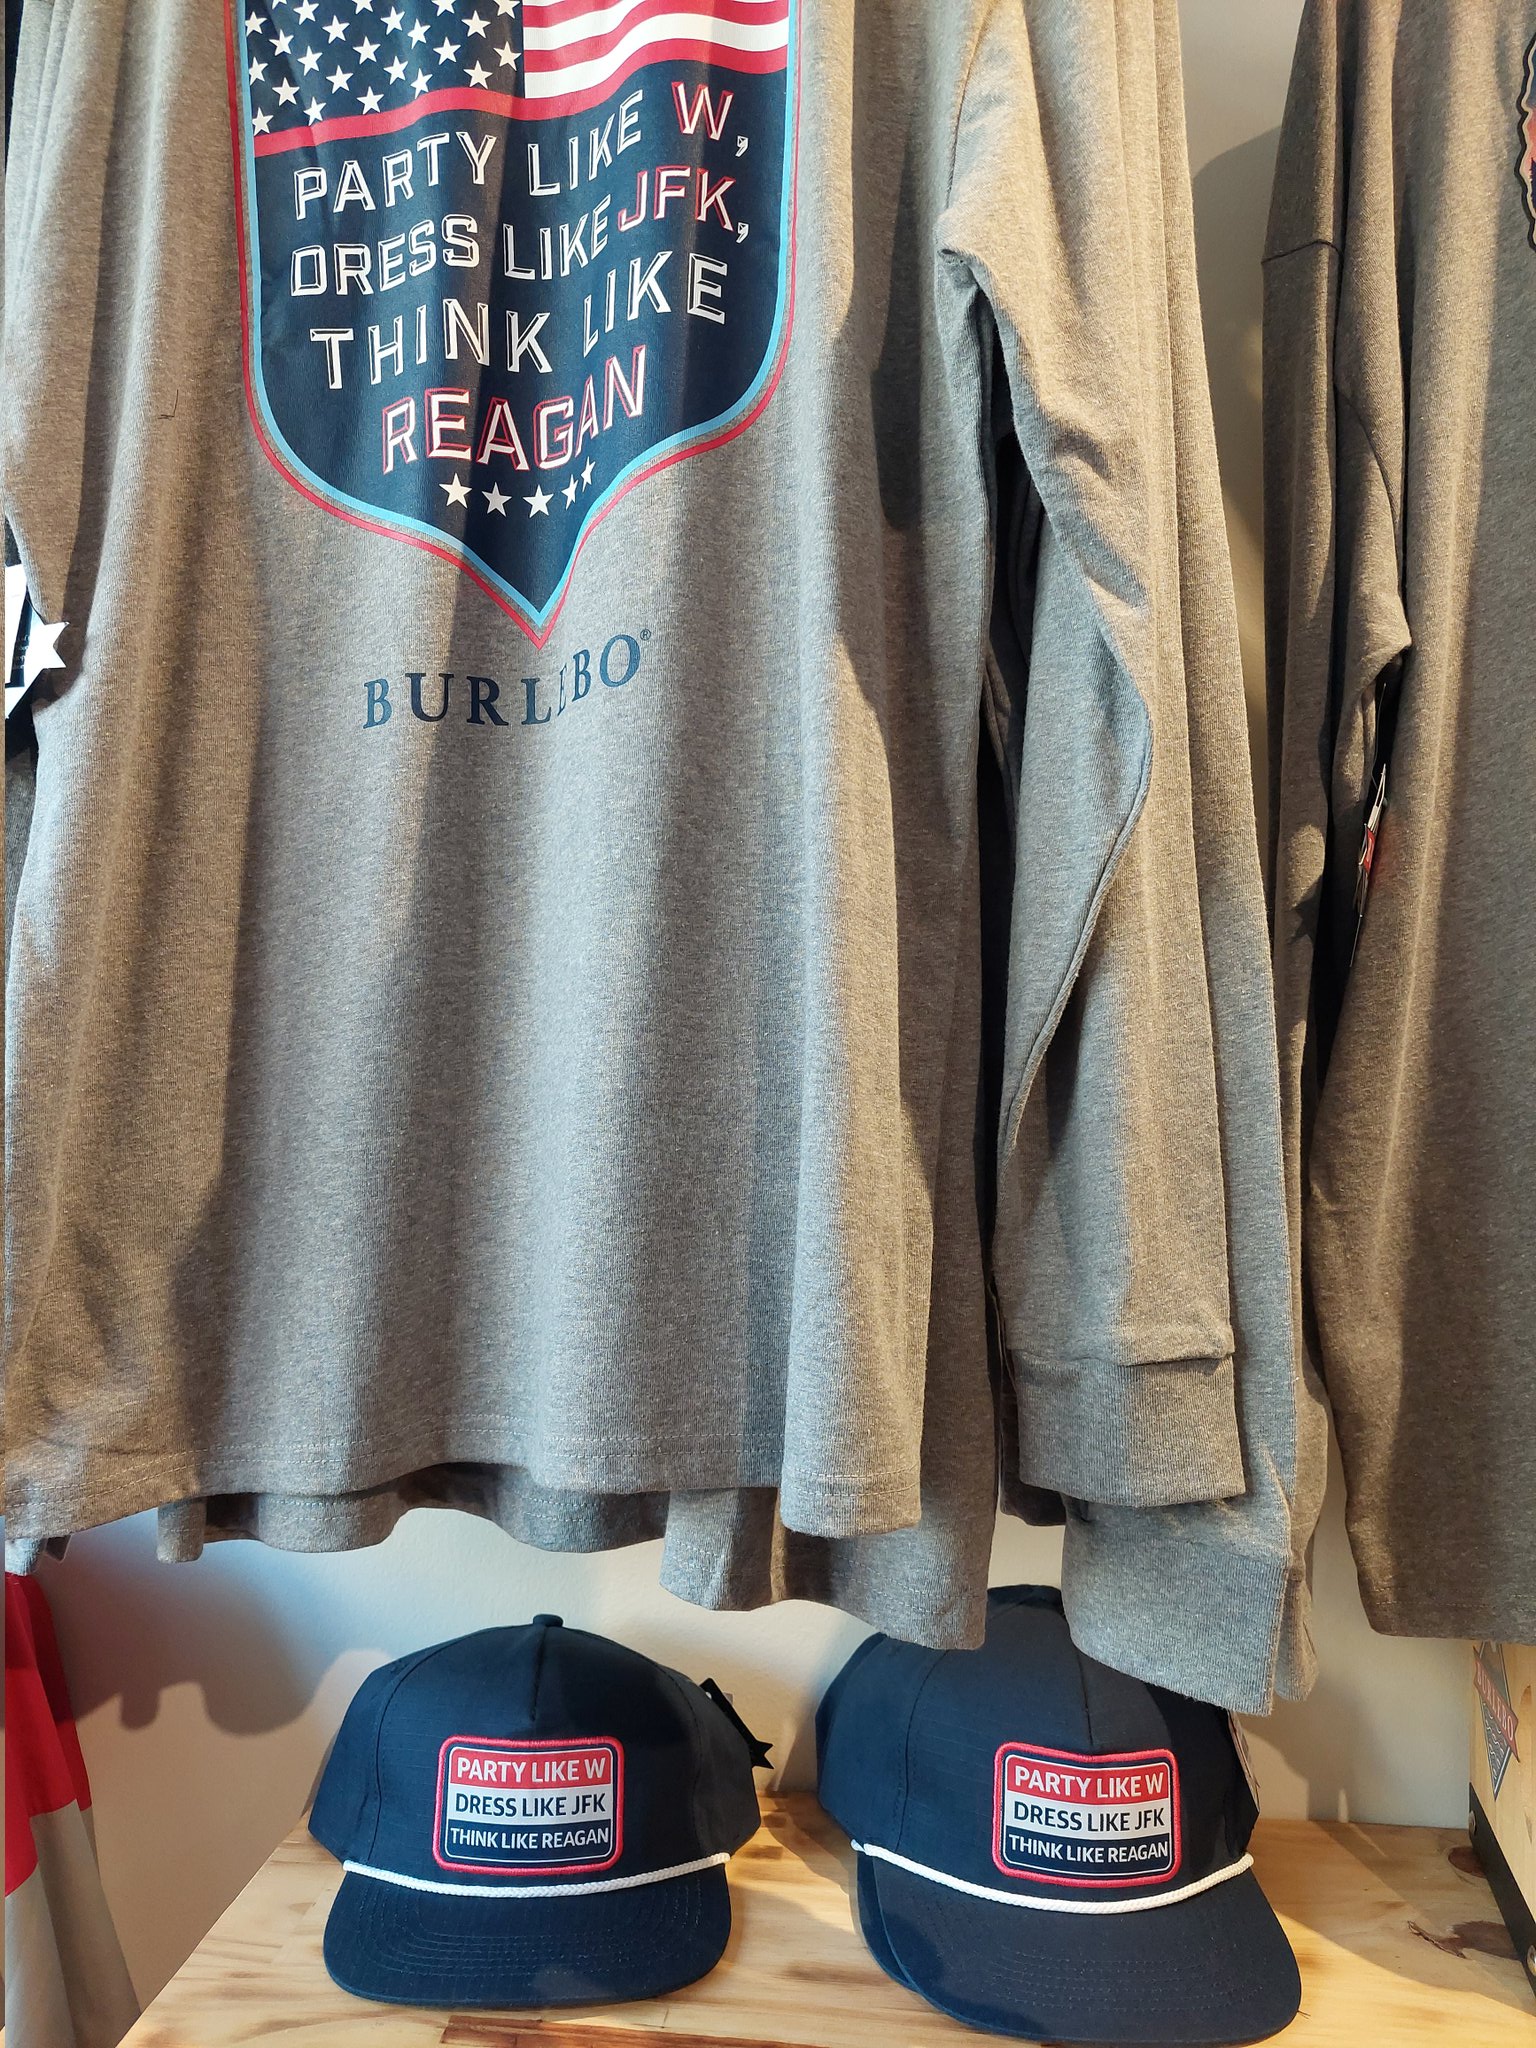 PARTY LIKE W,
DRESS LIKE JFK,
THINK LIKE
REAGAN
BURLEBO®
PARTY LIKE W
DRESS LIKE JFK
THINK LIKE REAGAN
PARTY LIKE W
DRESS LIKE JFK
THINK LIKE REAGAN